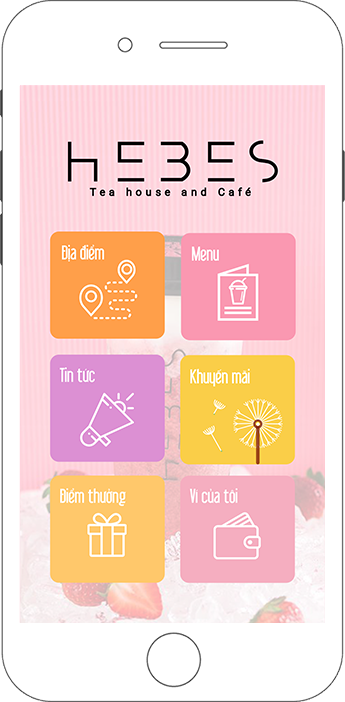 HEBES
Tea house and Café
Địa điểm
Menu
Tin tức
Khuyến mãi
Điểm thưởng
Ví của tôi